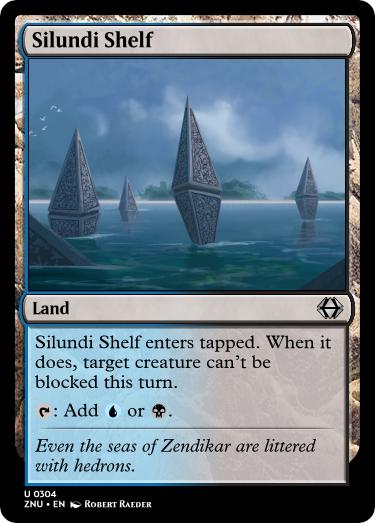 Silundi Shelf
Land
Silundi Shelf enters tapped. When it
does, target creature can't be
blocked this turn.
: Add or .
Even the seas of Zendikar are littered
with hedrons.
U 0304
ZNU • EN Robert Raeder